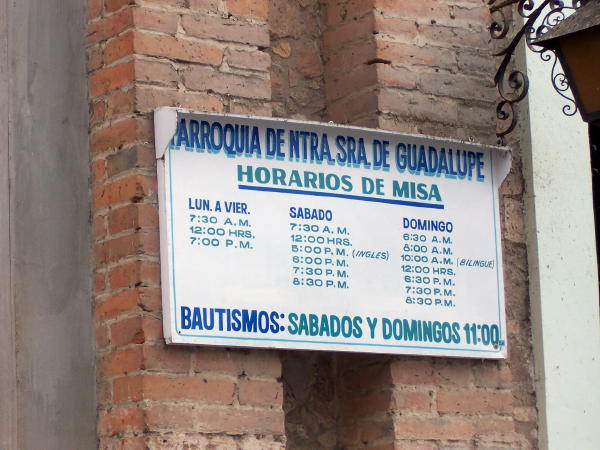 PARROQUIA DE NTRA. SRA. DE GUADALUPE
HORARIOS DE MISA
LUN. A VIER.
7:30 A.M.
12:00 HRS.
7:00 P.M.
SABADO
7:30 A.M.
12:00 HRS.
5:00 P.M. (INGLES)
6:00 P.M.
7:30 P.M.
8:30 P.M.
DOMINGO
6:30 A.M.
8:00 A.M.
10:00 A.M. (BILINGUE)
12:00 HRS.
6:30 P.M.
7:30 P.M.
8:30 P.M.
BAUTISMOS: SABADOS Y DOMINGOS 11:00